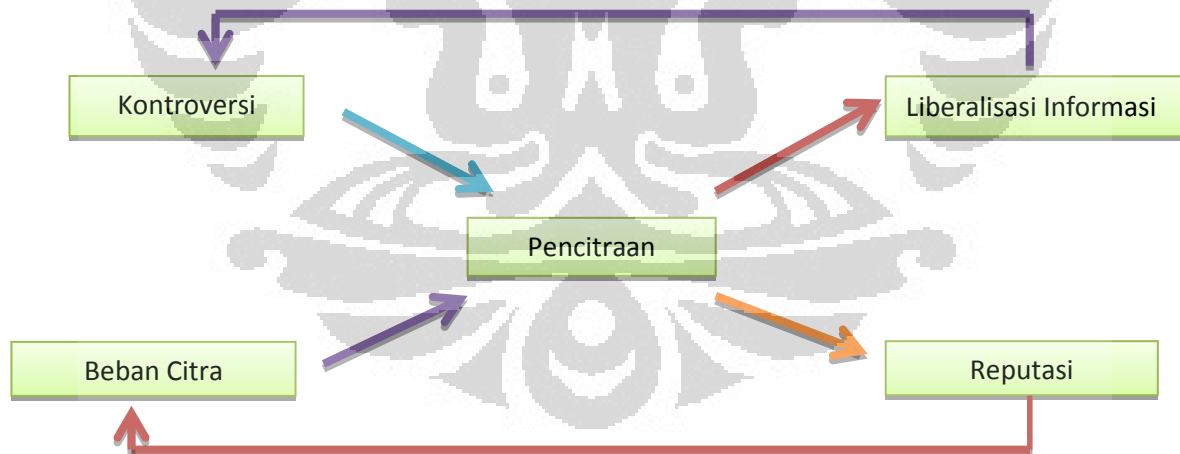 Kontroversi
Liberalisasi Informasi
Pencitraan
Beban Citra
Reputasi